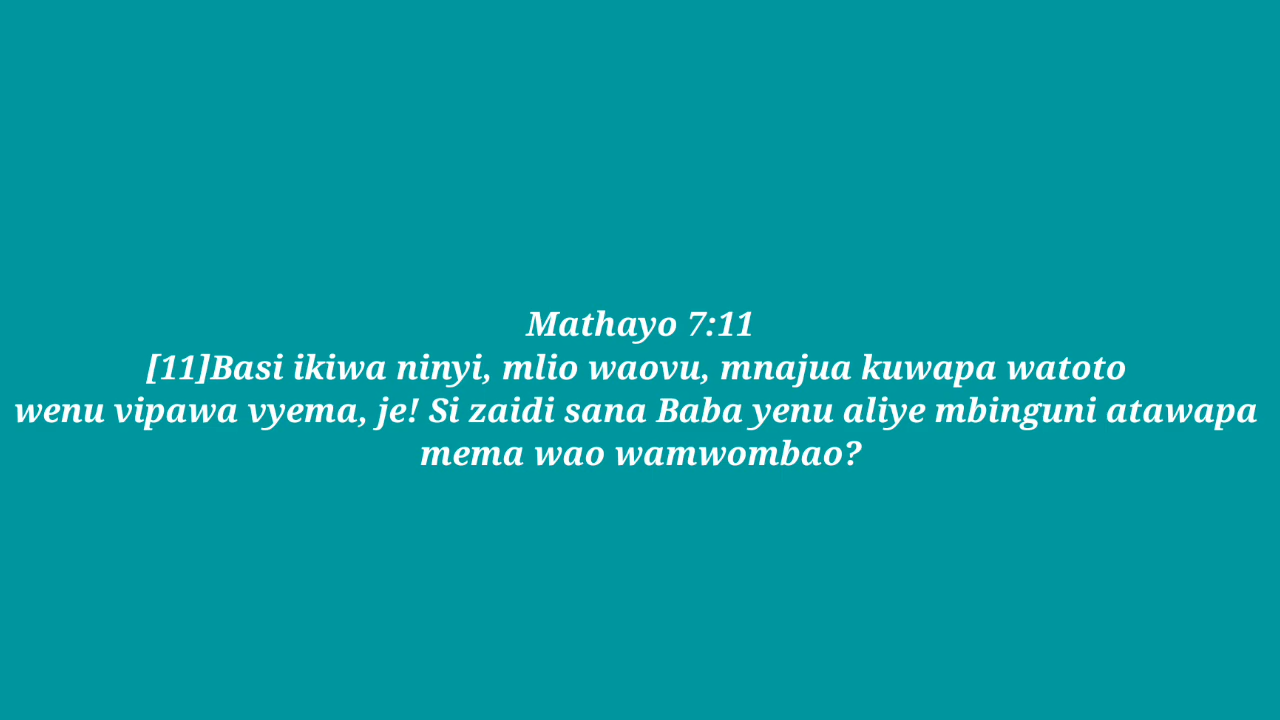 Mathayo 7:11
[11]Basi ikiwa ninyi, mlio waovu, mnajua kuwapa watoto
wenu vipawa vyema, je! Si zaidi sana Baba yenu aliye mbinguni atawapa
mema wao wamwombao?